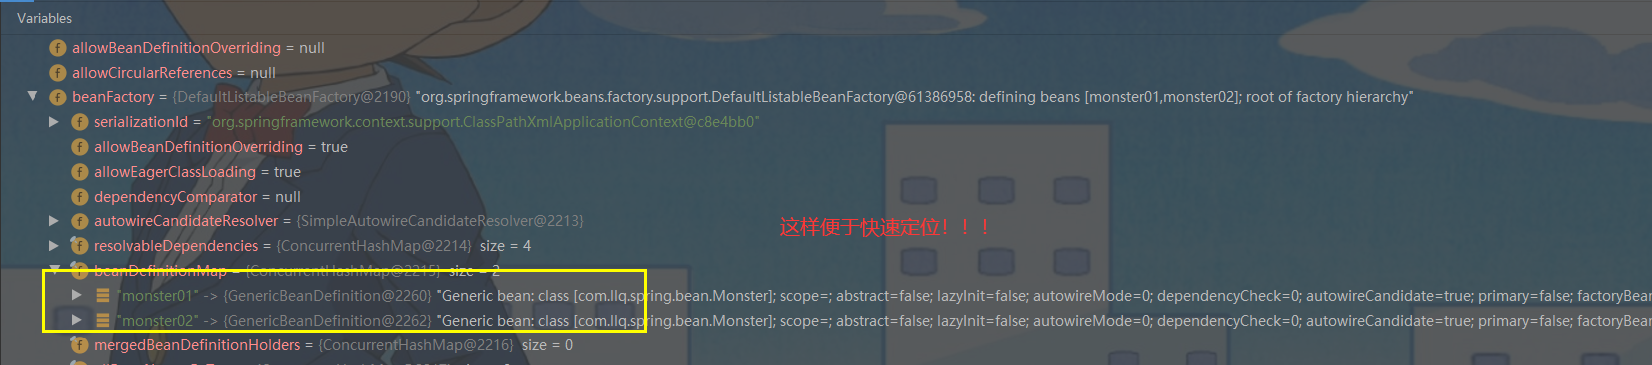 Variables
allowBeanDefinitionOverriding = null
allowCircularReferences = null
beanFactory = {DefaultListableBeanFactory@2190} "org.springframework.beans.factory.support.DefaultListableBeanFactory@61386958: defining beans [monster01,monster02]; root of factory hierarchy"
serializationId = "org.springframework.context.support.ClassPathXmlApplicationContext@c8e4bb0"
allowBeanDefinitionOverriding = true
allowEagerClassLoading = true
dependencyComparator = null
autowireCandidateResolver = {SimpleAutowireCandidateResolver@2213}
这样便于快速定位！！！
resolvableDependencies = {ConcurrentHashMap@2214} size = 4
beanDefinitionMap = {ConcurrentHashMap@2215} size = 2
"monster01" -> {GenericBeanDefinition@2260} "Generic bean: class [com.llq.spring.bean.Monster]; scope=; abstract=false; lazyInit=false; autowireMode=0; dependencyCheck=0; autowireCandidate=true; primary=false; factoryBean
"monster02" -> {GenericBeanDefinition@2262} "Generic bean: class [com.llq.spring.bean.Monster]; scope=; abstract=false; lazyInit=false; autowireMode=0; dependencyCheck=0; autowireCandidate=true; primary=false; factoryBean
mergedBeanDefinitionHolders = {ConcurrentHashMap@2216} size = 0